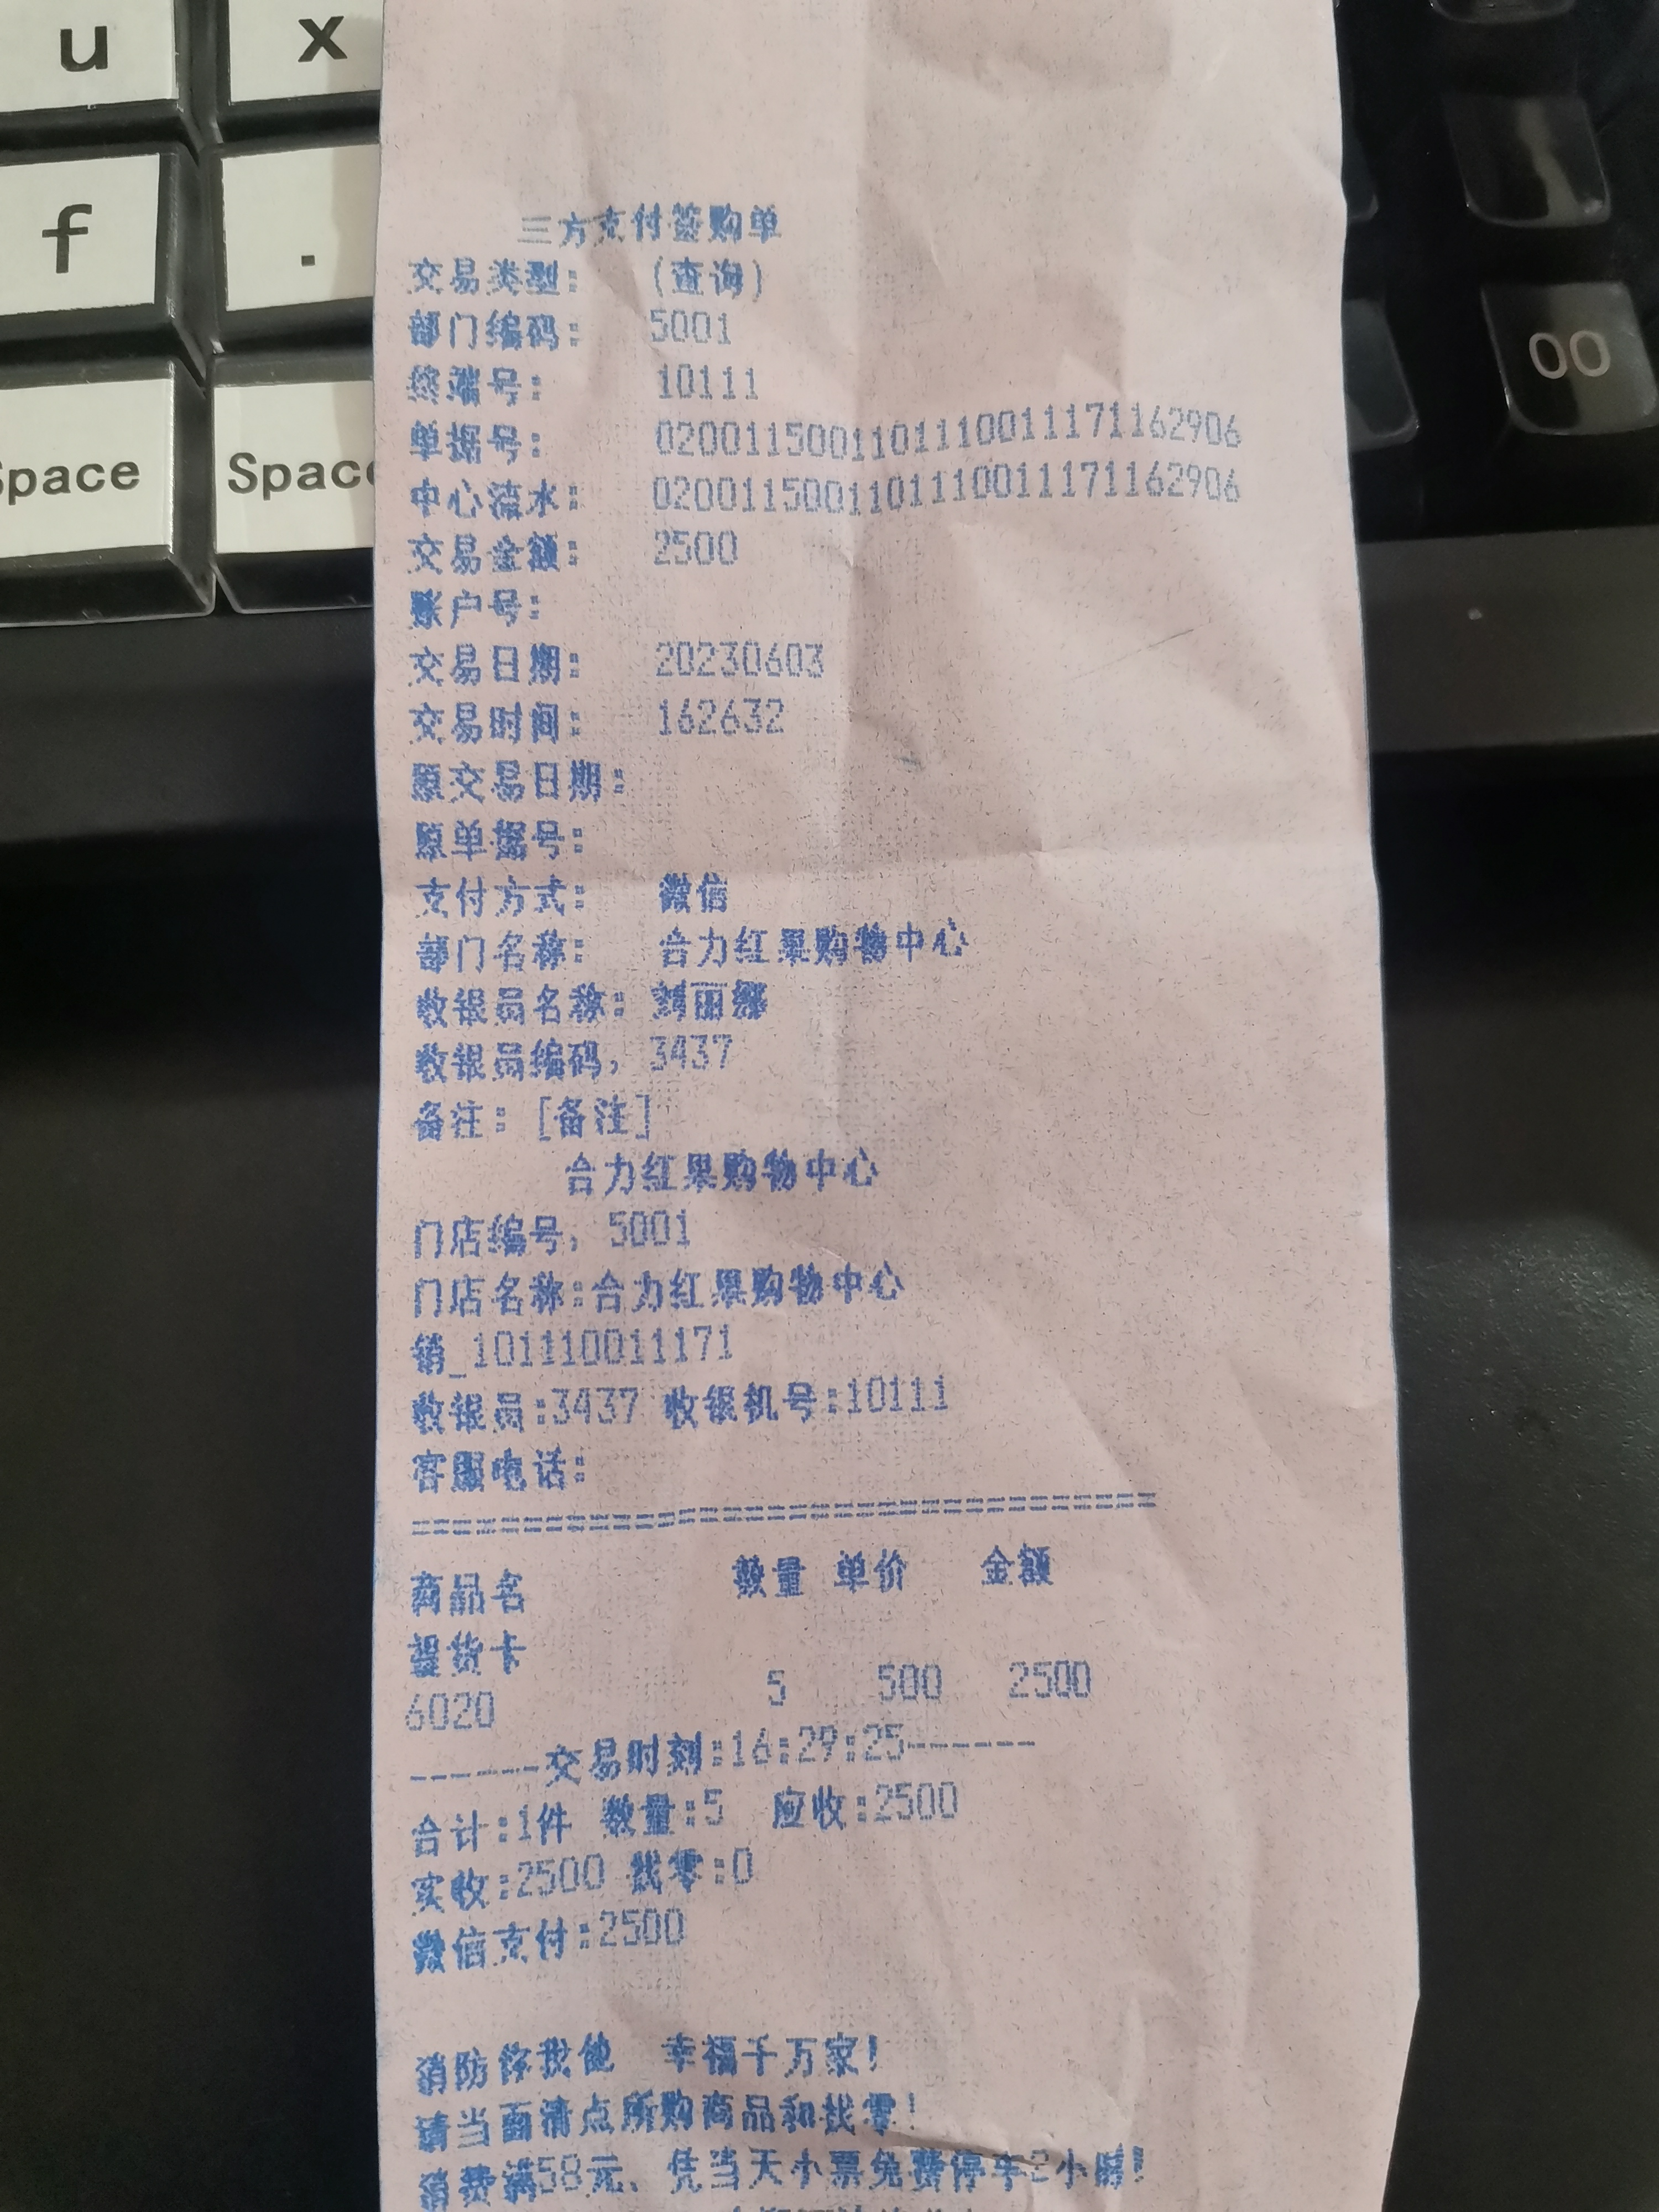 u x
f .
Space Space
00
三方支付签购单
交易类型: (查询)
部门编码: 5001
终端号: 10111
单据号: 0200115001101110011171162906
中心流水: 0200115001101110011171162906
交易金额: 2500
账户号:
交易日期: 20230603
交易时间: 162632
原交易日期:
原单据号:
支付方式: 微信
部门名称: 合力红果购物中心
收银员名称: 刘丽娜
收银员编码, 3437
备注: [备注]
合力红果购物中心
门店编号, 5001
门店名称:合力红果购物中心
销_101110011171
收银员:3437 收银机号:10111
客服电话:
======================================
商品名 数量 单价 金额
提货卡
6020 5 500 2500
------交易时刻:16:29:25------
合计:1件 数量:5 应收:2500
实收:2500 找零:0
微信支付:2500
消防你我他 幸福千万家!
请当面清点所购商品和找零!
消费满58元、凭当天小票免费停车2小时!